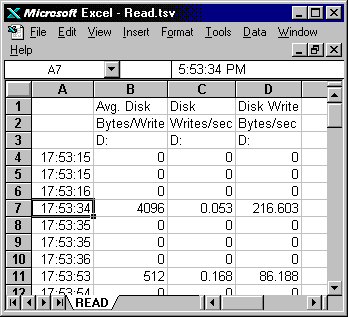 Microsoft Excel - Read.tsv
File Edit View Insert Format Tools Data Window
Help
A7 5:53:34 PM
A B C D
1 Avg. Disk Disk Disk Write
2 Bytes/Write Writes/sec Bytes/sec
3 D: D: D:
4 17:53:15 0 0 0
5 17:53:15 0 0 0
6 17:53:16 0 0 0
7 17:53:34 4096 0.053 216.603
8 17:53:35 0 0 0
9 17:53:35 0 0 0
10 17:53:36 0 0 0
11 17:53:53 512 0.168 86.188
12 17:53:54 0 0 0
READ